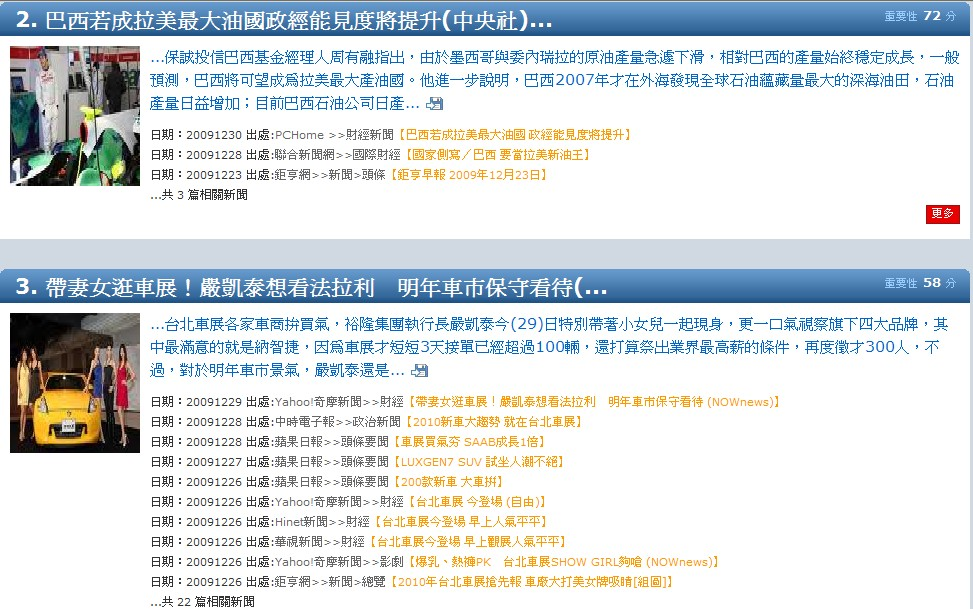 2. 巴西若成拉美最大油國政經能見度將提升(中央社)...
重要性 72 分
...保誠投信巴西基金經理人周有融指出，由於墨西哥與委內瑞拉的原油產量急遽下滑，相對巴西的產量始終穩定成長，一般
預測，巴西將可望成為拉美最大產油國。他進一步說明，巴西2007年才在外海發現全球石油蘊藏量最大的深海油田，石油
產量日益增加；目前巴西石油公司日產...
日期：20091230 出處:PCHome >>財經新聞【巴西若成拉美最大油國 政經能見度將提升】
日期：20091228 出處:聯合新聞網>>國際財經【國家側寫／巴西 要當拉美新油王】
日期：20091223 出處:鉅亨網>>新聞>頭條【鉅亨早報 2009年12月23日】
...共 3 篇相關新聞
更多
3. 帶妻女逛車展！嚴凱泰想看法拉利　明年車市保守看待(...
重要性 58 分
...台北車展各家車商拚買氣，裕隆集團執行長嚴凱泰今(29)日特別帶著小女兒一起現身，更一口氣視察旗下四大品牌，其
中最滿意的就是納智捷，因為車展才短短3天接單已經超過100輛，還打算祭出業界最高薪的條件，再度徵才300人，不
過，對於明年車市景氣，嚴凱泰還是...
日期：20091229 出處:Yahoo!奇摩新聞>>財經【帶妻女逛車展！嚴凱泰想看法拉利　明年車市保守看待 (NOWnews)】
日期：20091228 出處:中時電子報>>政治新聞【2010新車大趨勢 就在台北車展】
日期：20091228 出處:蘋果日報>>頭條要聞【車展買氣夯 SAAB成長1倍】
日期：20091227 出處:蘋果日報>>頭條要聞【LUXGEN7 SUV 試坐人潮不絕】
日期：20091226 出處:蘋果日報>>頭條要聞【200款新車 大車拚】
日期：20091226 出處:Yahoo!奇摩新聞>>財經【台北車展 今登場 (自由)】
日期：20091226 出處:Hinet新聞>>財經【台北車展今登場 早上人氣平平】
日期：20091226 出處:華視新聞>>財經【台北車展今登場 早上觀展人氣平平】
日期：20091226 出處:Yahoo!奇摩新聞>>影劇【爆乳、熱褲PK　台北車展SHOW GIRL夠嗆 (NOWnews)】
日期：20091226 出處:鉅亨網>>新聞>總覽【2010年台北車展搶先報 車廠大打美女牌吸睛[組圖]】
...共 22 篇相關新聞